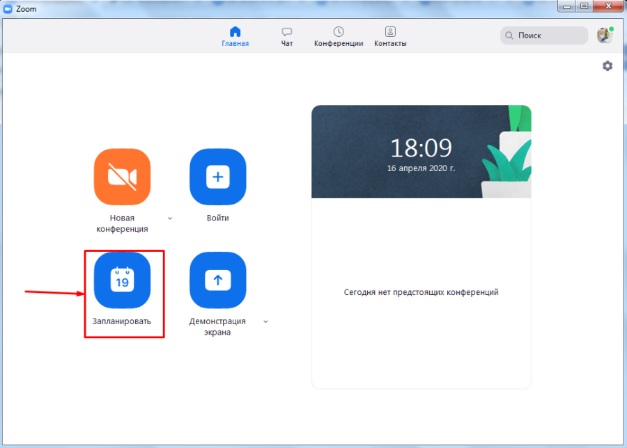 Zoom
Главная
Чат
Конференции
Контакты
Поиск
18:09
16 апреля 2020 г.
Новая
конференция
Войти
19
Запланировать
Демонстрация
экрана
Сегодня нет предстоящих конференций